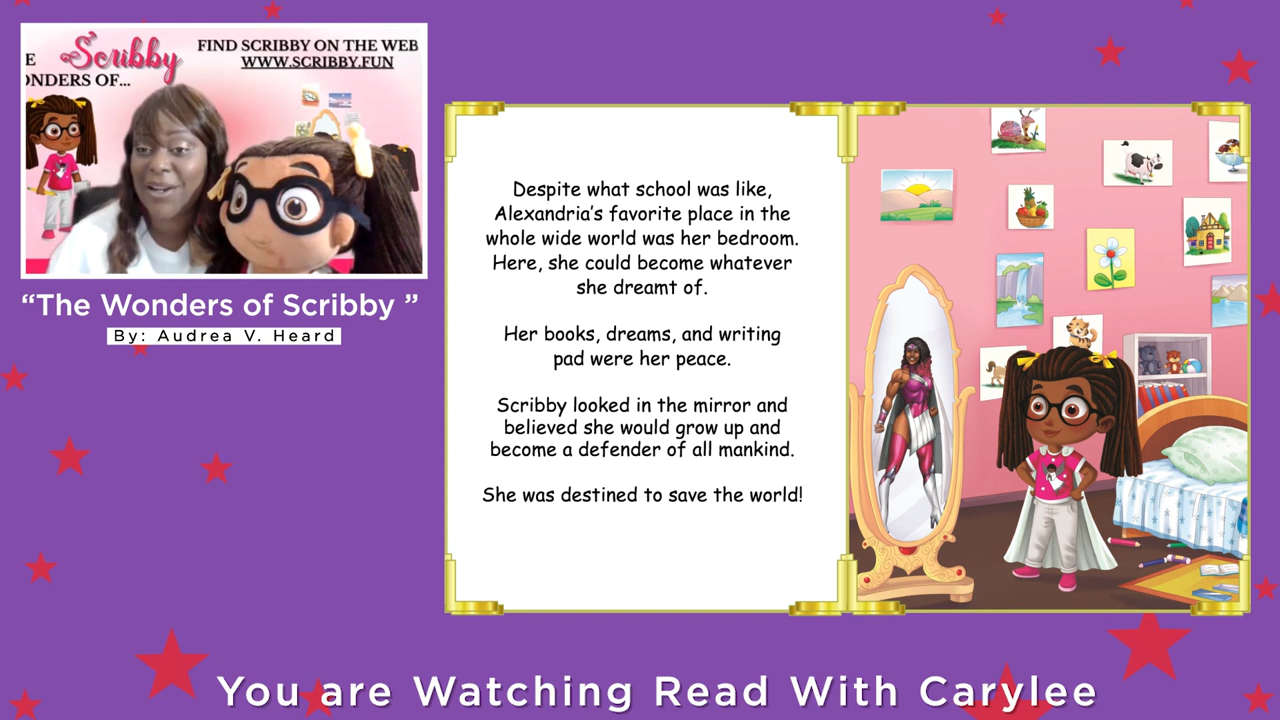 E Scribby
ONDERS OF...
FIND SCRIBBY ON THE WEB
WWW.SCRIBBY.FUN
“The Wonders of Scribby ”
By: Audrea V. Heard
Despite what school was like,
Alexandria’s favorite place in the
whole wide world was her bedroom.
Here, she could become whatever
she dreamt of.
Her books, dreams, and writing
pad were her peace.
Scribby looked in the mirror and
believed she would grow up and
become a defender of all mankind.
She was destined to save the world!
You are Watching Read With Carylee